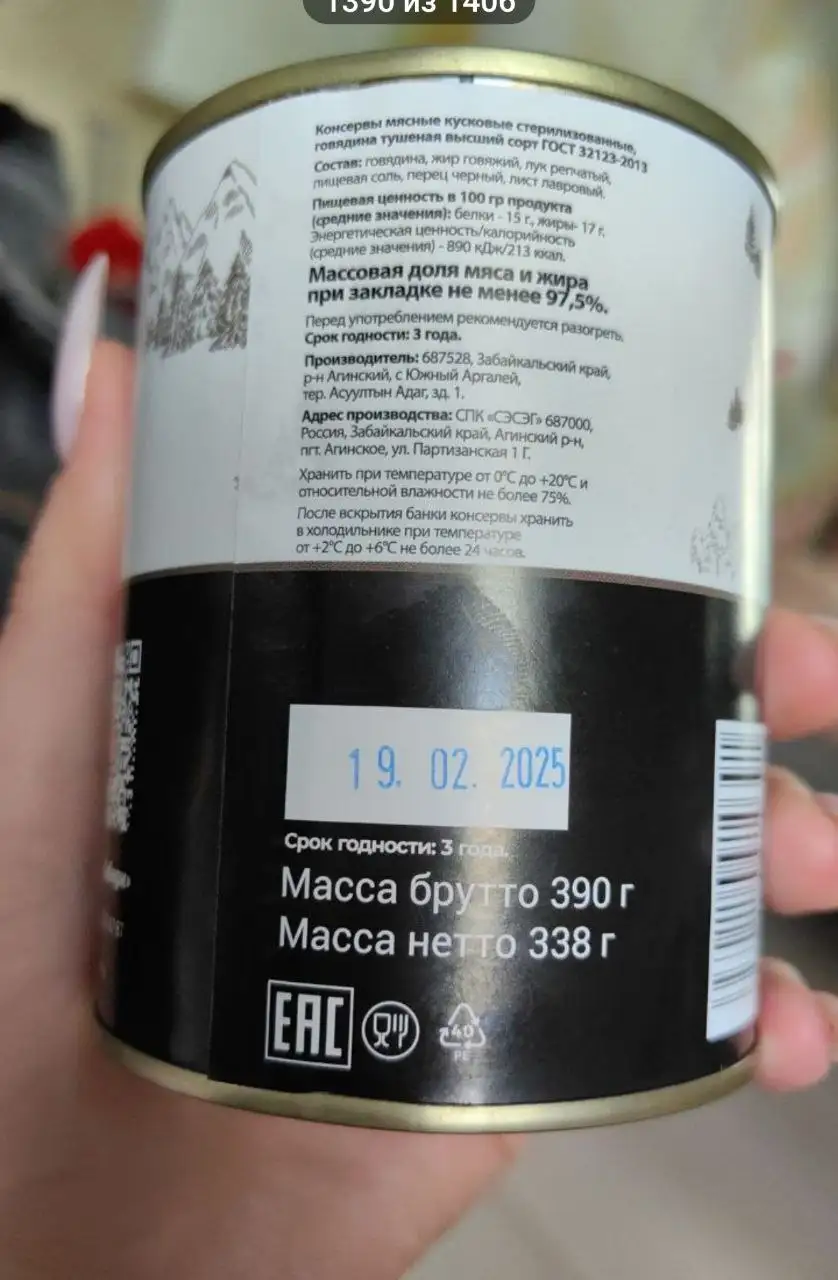 1390 из 1406
Консервы мясные кусковые стерилизованные,
говядина тушеная высший сорт ГОСТ 32123-2013
Состав: говядина, жир говяжий, лук репчатый,
пищевая соль, перец черный, лист лавровый.
Пищевая ценность в 100 гр продукта
(средние значения): белки - 15 г, жиры- 17 г,
Энергетическая ценность/калорийность
(средние значения) - 890 кДж/213 ккал.
Массовая доля мяса и жира
при закладке не менее 97,5%.
Перед употреблением рекомендуется разогреть.
Срок годности: 3 года.
Производитель: 687528, Забайкальский край,
р-н Агинский, с Южный Аргалей,
тер. Асуултын Адаг, зд. 1.
Адрес производства: СПК «СЭСЭГ» 687000,
Россия, Забайкальский край, Агинский р-н,
пгт. Агинское, ул. Партизанская 1 Г.
Хранить при температуре от 0°С до +20°С и
относительной влажности не более 75%.
После вскрытия банки консервы хранить
в холодильнике при температуре
от +2°С до +6°С не более 24 часов.
19. 02. 2025
Срок годности: 3 года.
Масса брутто 390 г
Масса нетто 338 г
EAC
40
PE